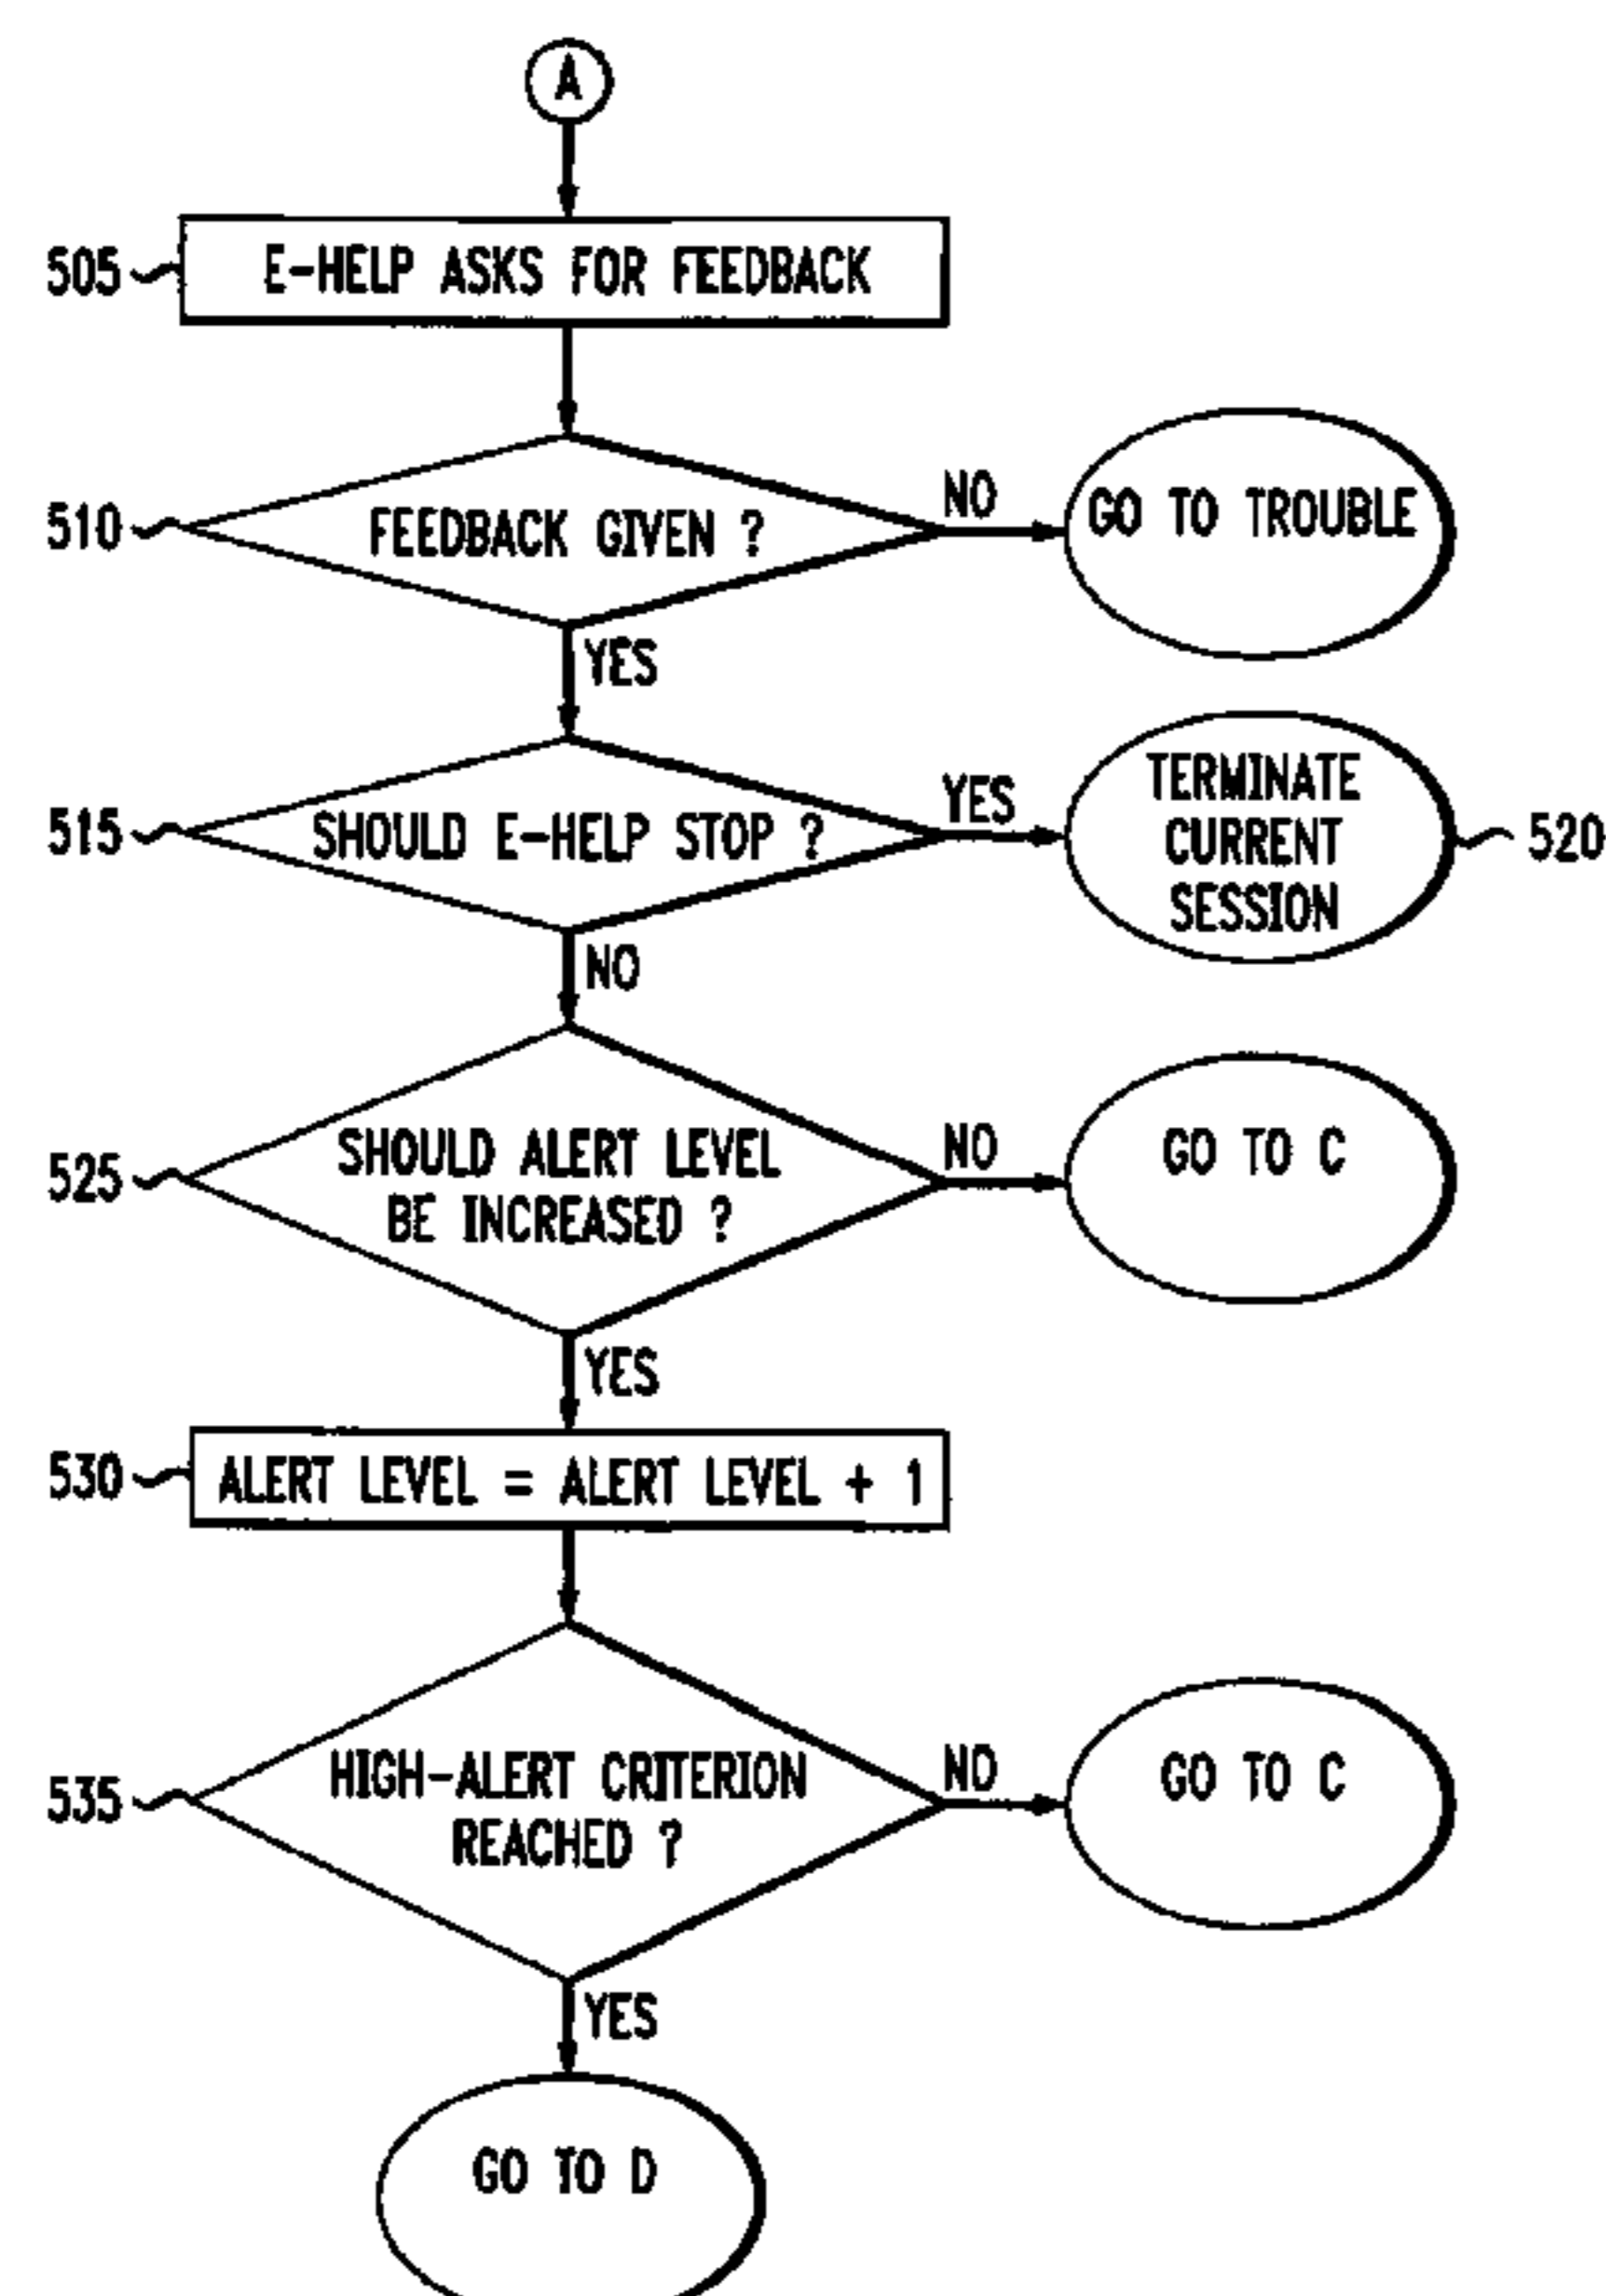 A
505
E-HELP ASKS FOR FEEDBACK
510
FEEDBACK GIVEN ?
NO
GO TO TROUBLE
YES
515
SHOULD E-HELP STOP ?
YES
TERMINATE
CURRENT
SESSION
520
NO
525
SHOULD ALERT LEVEL
BE INCREASED ?
NO
GO TO C
YES
530
ALERT LEVEL = ALERT LEVEL + 1
535
HIGH-ALERT CRITERION
REACHED ?
NO
GO TO C
YES
GO TO D